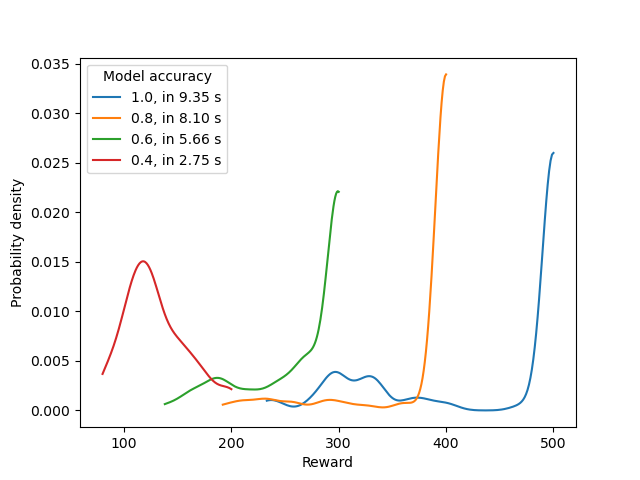 Model accuracy
1.0, in 9.35 s
0.8, in 8.10 s
0.6, in 5.66 s
0.4, in 2.75 s
Probability density
0.035
0.030
0.025
0.020
0.015
0.010
0.005
0.000
100 200 300 400 500
Reward